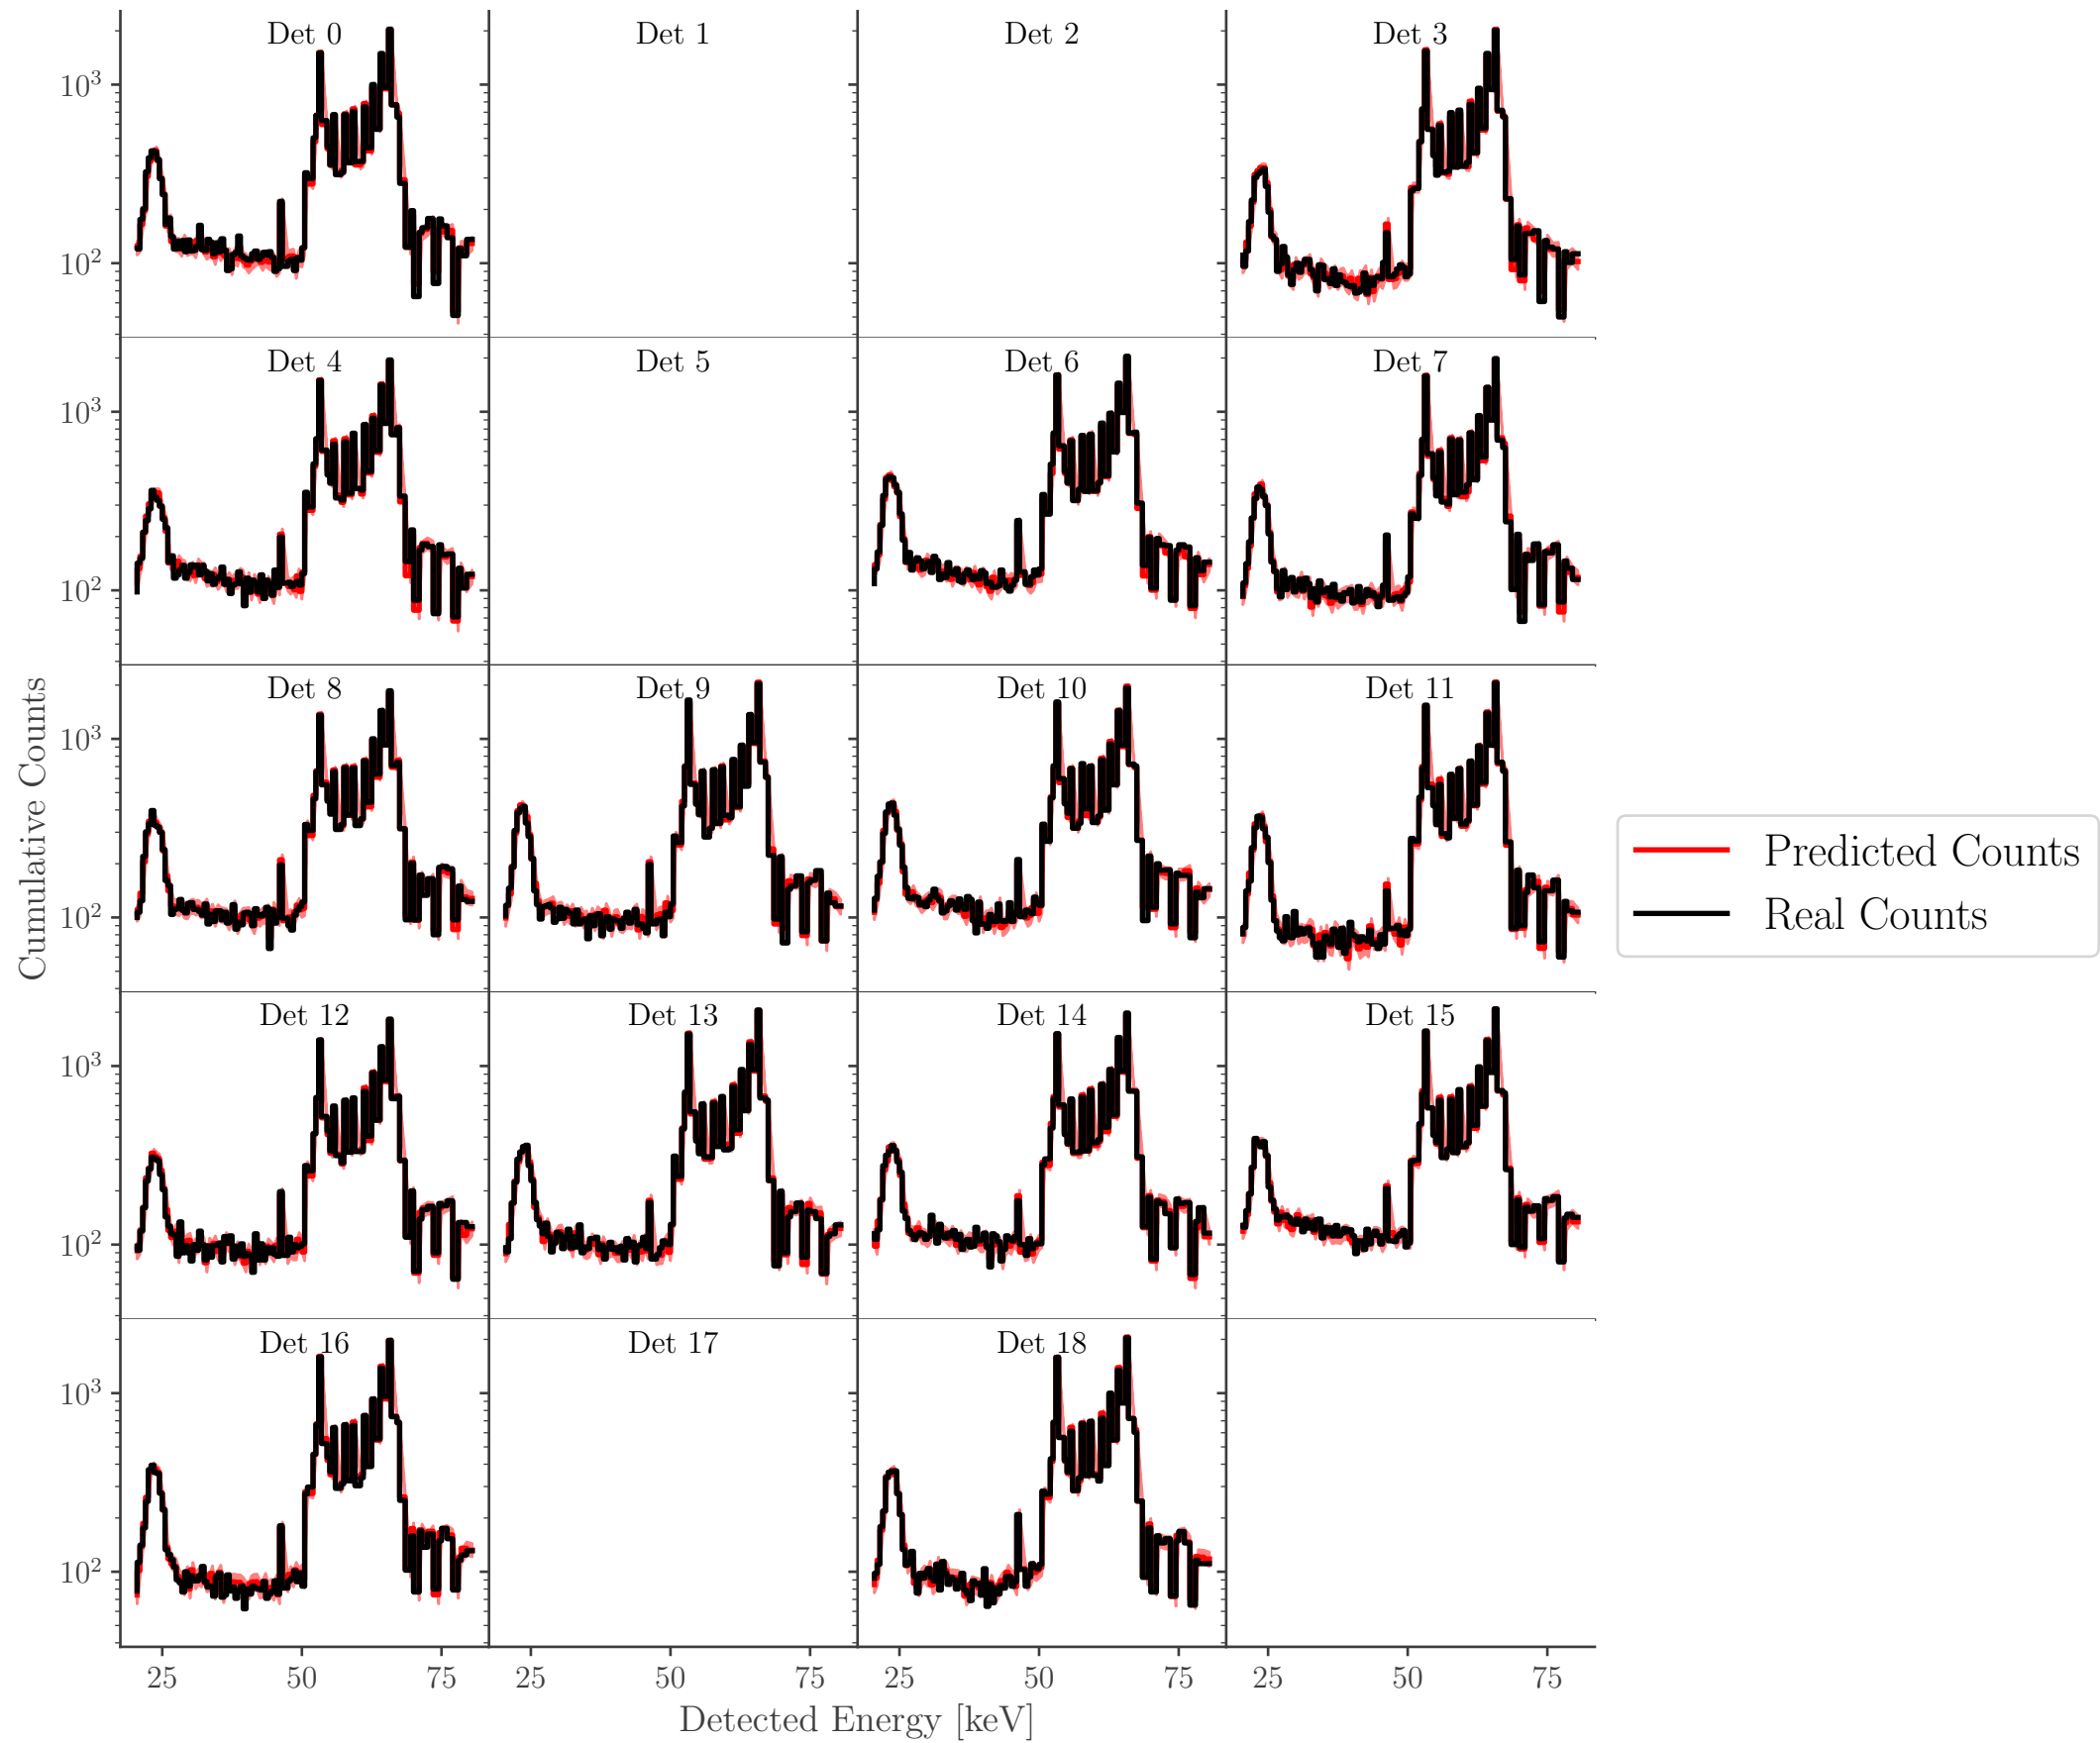 Det 0
Det 1
Det 2
Det 3
10³
10²
Det 4
Det 5
Det 6
Det 7
10³
10²
Det 8
Det 9
Det 10
Det 11
10³
10²
Det 12
Det 13
Det 14
Det 15
10³
10²
Det 16
Det 17
Det 18
10³
10²
25 50 75 25 50 75 25 50 75 25 50 75
Detected Energy [keV]
Cumulative Counts
Predicted Counts
Real Counts